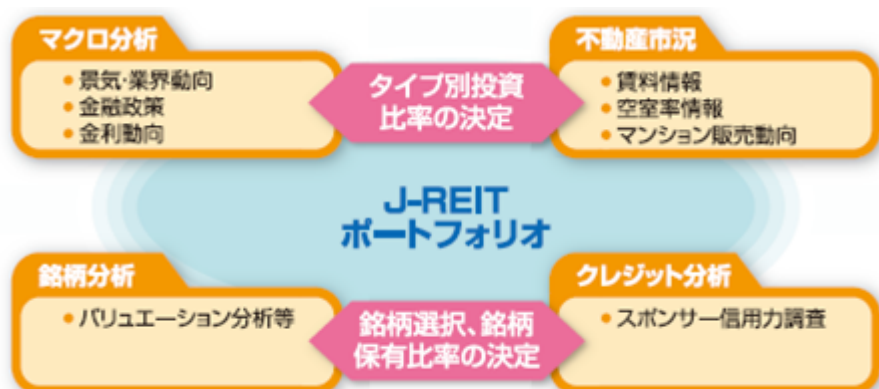 マクロ分析
• 景気・業界動向
• 金融政策
• 金利動向
タイプ別投資
比率の決定
不動産市況
• 賃料情報
• 空室率情報
• マンション販売動向
J-REIT
ポートフォリオ
銘柄分析
• バリュエーション分析等
銘柄選択、銘柄
保有比率の決定
クレジット分析
• スポンサー信用力調査